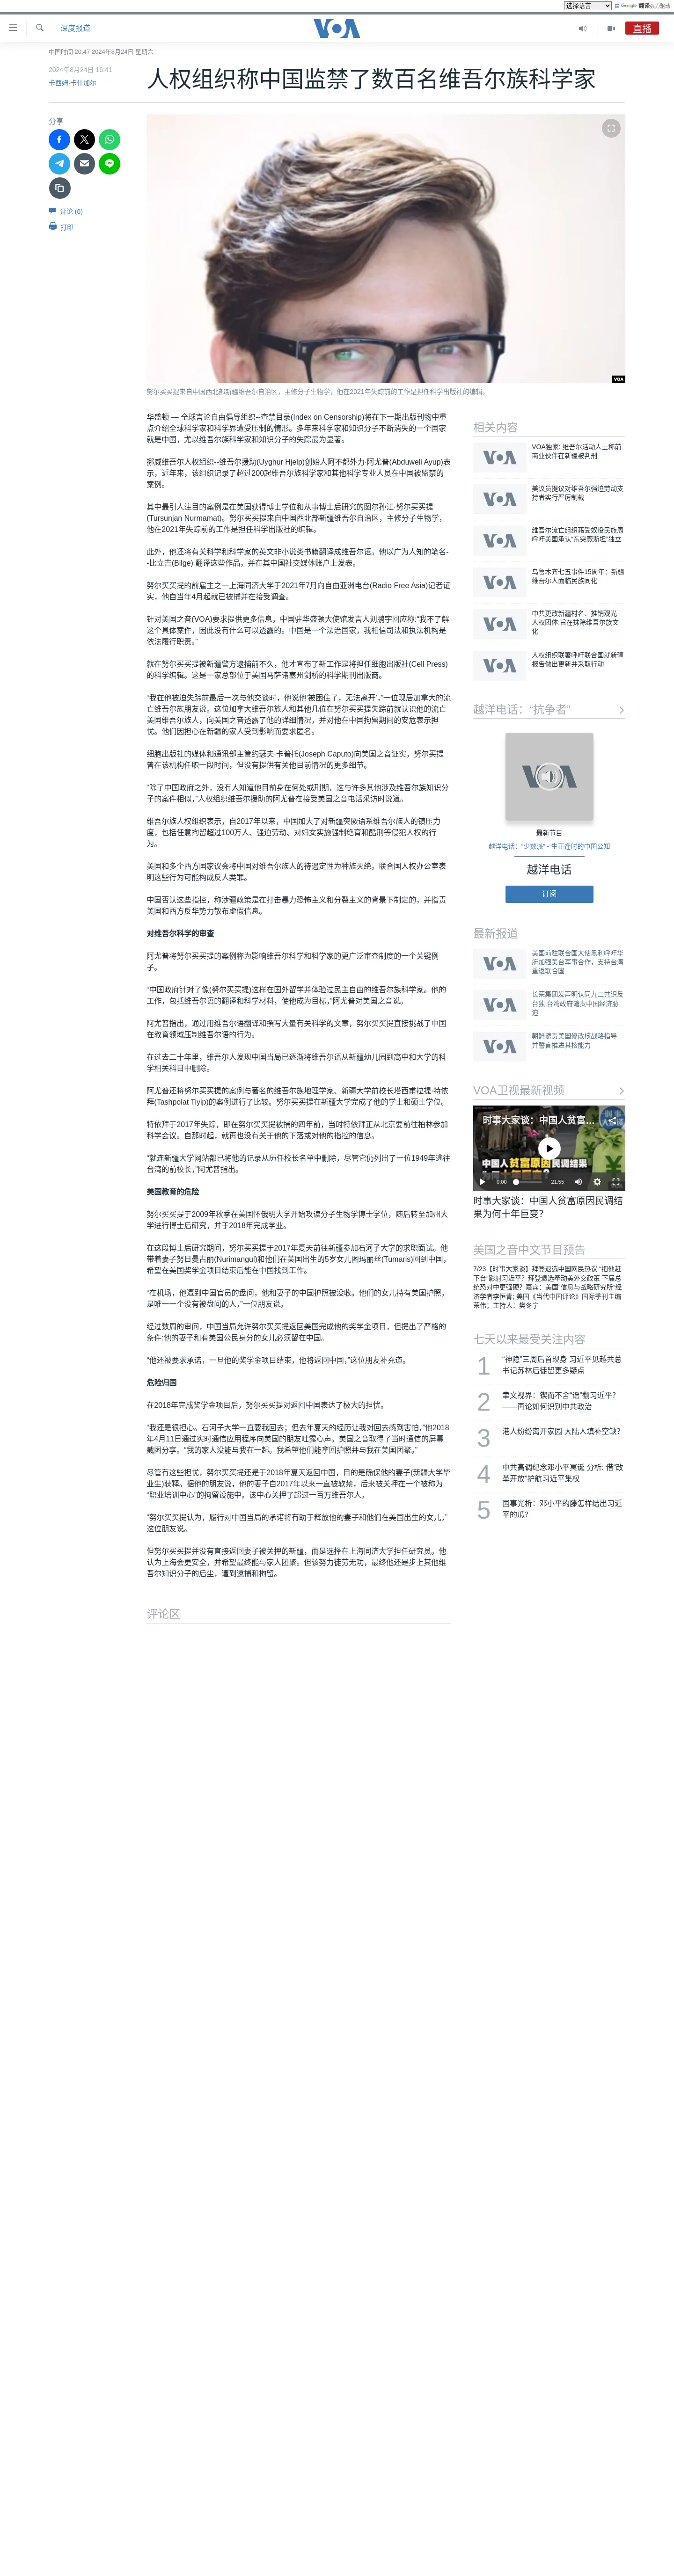 选择语言
由 Google 翻译强力驱动
深度报道
VOA
直播
中国时间 20:47 2024年8月24日 星期六
2024年8月24日 16:41
卡西姆·卡什加尔
人权组织称中国监禁了数百名维吾尔族科学家
分享
评论 (6)
打印
VOA
努尔买买提来自中国西北部新疆维吾尔自治区，主修分子生物学，他在2021年失踪前的工作是担任科学出版社的编辑。
华盛顿 — 全球言论自由倡导组织--查禁目录(Index on Censorship)将在下一期出版刊物中重
点介绍全球科学家和科学界遭受压制的情形。多年来科学家和知识分子不断消失的一个国家
就是中国，尤以维吾尔族科学家和知识分子的失踪最为显著。
挪威维吾尔人权组织--维吾尔援助(Uyghur Hjelp)创始人阿不都外力·阿尤普(Abduweli Ayup)表
示，近年来，该组织记录了超过200起维吾尔族科学家和其他科学专业人员在中国被监禁的
案例。
其中最引人注目的案例是在美国获得博士学位和从事博士后研究的图尔孙江·努尔买买提
(Tursunjan Nurmamat)。努尔买买提来自中国西北部新疆维吾尔自治区，主修分子生物学，
他在2021年失踪前的工作是担任科学出版社的编辑。
此外，他还将有关科学和科学家的英文非小说类书籍翻译成维吾尔语。他以广为人知的笔名-
-比立吉(Bilge) 翻译这些作品，并在其中国社交媒体账户上发表。
努尔买买提的前雇主之一上海同济大学于2021年7月向自由亚洲电台(Radio Free Asia)记者证
实，他自当年4月起就已被捕并在接受调查。
针对美国之音(VOA)要求提供更多信息，中国驻华盛顿大使馆发言人刘鹏宇回应称:“我不了解
这个具体案件，因此没有什么可以透露的。中国是一个法治国家，我相信司法和执法机构是
依法履行职责。”
就在努尔买买提被新疆警方逮捕前不久，他才宣布了新工作是将担任细胞出版社(Cell Press)
的科学编辑。这是一家总部位于美国马萨诸塞州剑桥的科学期刊出版商。
“我在他被迫失踪前最后一次与他交谈时，他说他‘被困住了，无法离开’，”一位现居加拿大的流
亡维吾尔族朋友说。这位加拿大维吾尔族人和其他几位在努尔买买提失踪前就认识他的流亡
美国维吾尔族人，向美国之音透露了他的详细情况，并对他在中国拘留期间的安危表示担
忧。他们因担心在新疆的家人受到影响而要求匿名。
细胞出版社的媒体和通讯部主管约瑟夫·卡普托(Joseph Caputo)向美国之音证实，努尔买提
曾在该机构任职一段时间，但没有提供有关他目前情况的更多细节。
“除了中国政府之外，没有人知道他目前身在何处或刑期，这与许多其他涉及维吾尔族知识分
子的案件相似，”人权组织维吾尔援助的阿尤普在接受美国之音电话采访时说道。
维吾尔族人权组织表示，自2017年以来，中国加大了对新疆突厥语系维吾尔族人的镇压力
度，包括任意拘留超过100万人、强迫劳动、对妇女实施强制绝育和酷刑等侵犯人权的行
为。
美国和多个西方国家议会将中国对维吾尔族人的待遇定性为种族灭绝。联合国人权办公室表
明这些行为可能构成反人类罪。
中国否认这些指控，称涉疆政策是在打击暴力恐怖主义和分裂主义的背景下制定的，并指责
美国和西方反华势力散布虚假信息。
对维吾尔科学的审查
阿尤普将努尔买买提的案例称为影响维吾尔科学和科学家的更广泛审查制度的一个关键例
子。
“中国政府针对了像(努尔买买提)这样在国外留学并体验过民主自由的维吾尔族科学家。他的
工作，包括维吾尔语的翻译和科学材料，使他成为目标，”阿尤普对美国之音说。
阿尤普指出，通过用维吾尔语翻译和撰写大量有关科学的文章，努尔买买提直接挑战了中国
在教育领域压制维吾尔语的行为。
在过去二十年里，维吾尔人发现中国当局已逐渐将维吾尔语从新疆幼儿园到高中和大学的科
学相关科目中删除。
阿尤普还将努尔买买提的案例与著名的维吾尔族地理学家、新疆大学前校长塔西甫拉提·特依
拜(Tashpolat Tiyip)的案例进行了比较。努尔买买提在新疆大学完成了他的学士和硕士学位。
特依拜于2017年失踪，即在努尔买买提被捕的四年前，当时特依拜正从北京要前往柏林参加
科学会议。自那时起，就再也没有关于他的下落或对他的指控的信息。
“就连新疆大学网站都已将他的记录从历任校长名单中删除，尽管它仍列出了一位1949年逃往
台湾的前校长，”阿尤普指出。
美国教育的危险
努尔买买提于2009年秋季在美国怀俄明大学开始攻读分子生物学博士学位，随后转至加州大
学进行博士后研究，并于2018年完成学业。
在这段博士后研究期间，努尔买买提于2017年夏天前往新疆参加石河子大学的求职面试。他
带着妻子努日曼古丽(Nurimangul)和他们在美国出生的5岁女儿图玛丽丝(Tumaris)回到中国，
希望在美国奖学金项目结束后能在中国找到工作。
“在机场，他遭到中国官员的盘问，他和妻子的中国护照被没收。他们的女儿持有美国护照，
是唯一一个没有被盘问的人，”一位朋友说。
经过数周的审问，中国当局允许努尔买买提返回美国完成他的奖学金项目，但提出了严格的
条件:他的妻子和有美国公民身分的女儿必须留在中国。
“他还被要求承诺，一旦他的奖学金项目结束，他将返回中国，”这位朋友补充道。
危险归国
在2018年完成奖学金项目后，努尔买买提对返回中国表达了极大的担忧。
“我还是很担心。石河子大学一直要我回去；但去年夏天的经历让我对回去感到害怕，”他2018
年4月11日通过实时通信应用程序向美国的朋友吐露心声。美国之音取得了当时通信的屏幕
截图分享。“我的家人没能与我在一起。我希望他们能拿回护照并与我在美国团聚。”
尽管有这些担忧，努尔买买提还是于2018年夏天返回中国，目的是确保他的妻子(新疆大学毕
业生)获释。据他的朋友说，他的妻子自2017年以来一直被软禁，后来被关押在一个被称为
“职业培训中心”的拘留设施中。该中心关押了超过一百万维吾尔人。
“努尔买买提认为，履行对中国当局的承诺将有助于释放他的妻子和他们在美国出生的女儿，”
这位朋友说。
但努尔买买提并没有直接返回妻子被关押的新疆，而是选择在上海同济大学担任研究员。他
认为上海会更安全，并希望最终能与家人团聚。但该努力徒劳无功，最终他还是步上其他维
吾尔知识分子的后尘，遭到逮捕和拘留。
评论区
相关内容
VOA独家: 维吾尔活动人士称前
商业伙伴在新疆被判刑
美议员提议对维吾尔强迫劳动支
持者实行严厉制裁
维吾尔流亡组织藉受奴役民族周
呼吁美国承认“东突厥斯坦”独立
乌鲁木齐七五事件15周年：新疆
维吾尔人面临民族同化
中共更改新疆村名、推销观光
人权团体:旨在抹除维吾尔族文
化
人权组织联署呼吁联合国就新疆
报告做出更新并采取行动
越洋电话：“抗争者”
最新节目
越洋电话：“少数派” - 生正逢时的中国公知
越洋电话
订阅
最新报道
美国前驻联合国大使黑利呼吁华
府加强美台军事合作，支持台湾
重返联合国
长荣集团发声明认同九二共识反
台独 台湾政府谴责中国经济胁
迫
朝鲜谴责美国修改核战略指导
并誓言推进其核能力
VOA卫视最新视频
时事大家谈：中国人贫富...
中国人贫富原因民调结果
0:00
21:55
时事大家谈：中国人贫富原因民调结
果为何十年巨变？
美国之音中文节目预告
7/23【时事大家谈】拜登退选中国网民热议 “把他赶
下台”影射习近平？拜登退选牵动美外交政策 下届总
统恐对中更强硬？嘉宾：美国“信息与战略研究所”经
济学者李恒青; 美国《当代中国评论》国际季刊主编
荣伟；主持人：樊冬宁
七天以来最受关注内容
1
“神隐”三周后首现身 习近平见越共总
书记苏林后徒留更多疑点
2
聿文视界：锲而不舍“谣”翻习近平？
——再论如何识别中共政治
3
港人纷纷离开家园 大陆人填补空缺？
4
中共高调纪念邓小平冥诞 分析: 借“改
革开放”护航习近平集权
5
国事光析：邓小平的藤怎样结出习近
平的瓜？